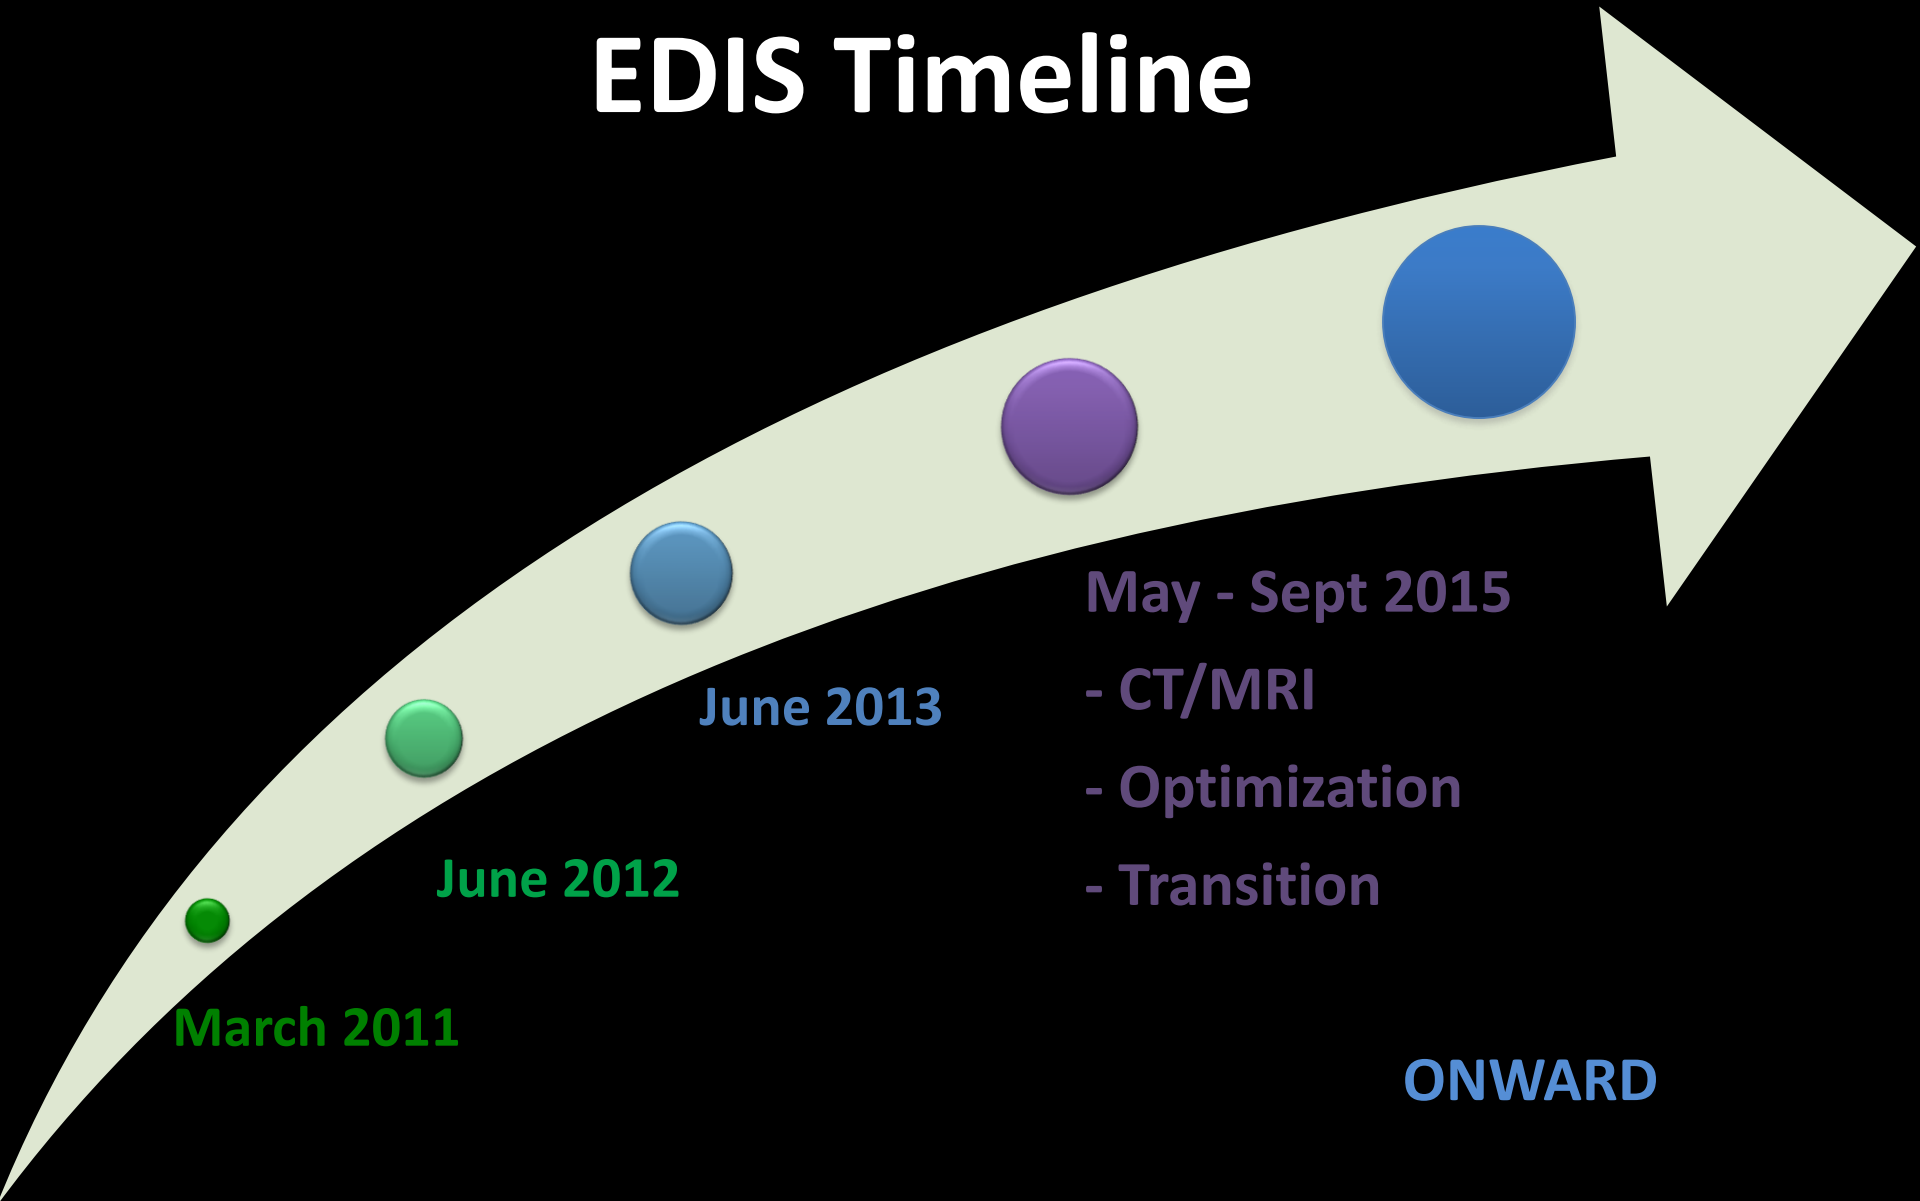 EDIS Timeline
May - Sept 2015
- CT/MRI
June 2013
- Optimization
June 2012
- Transition
March 2011
ONWARD